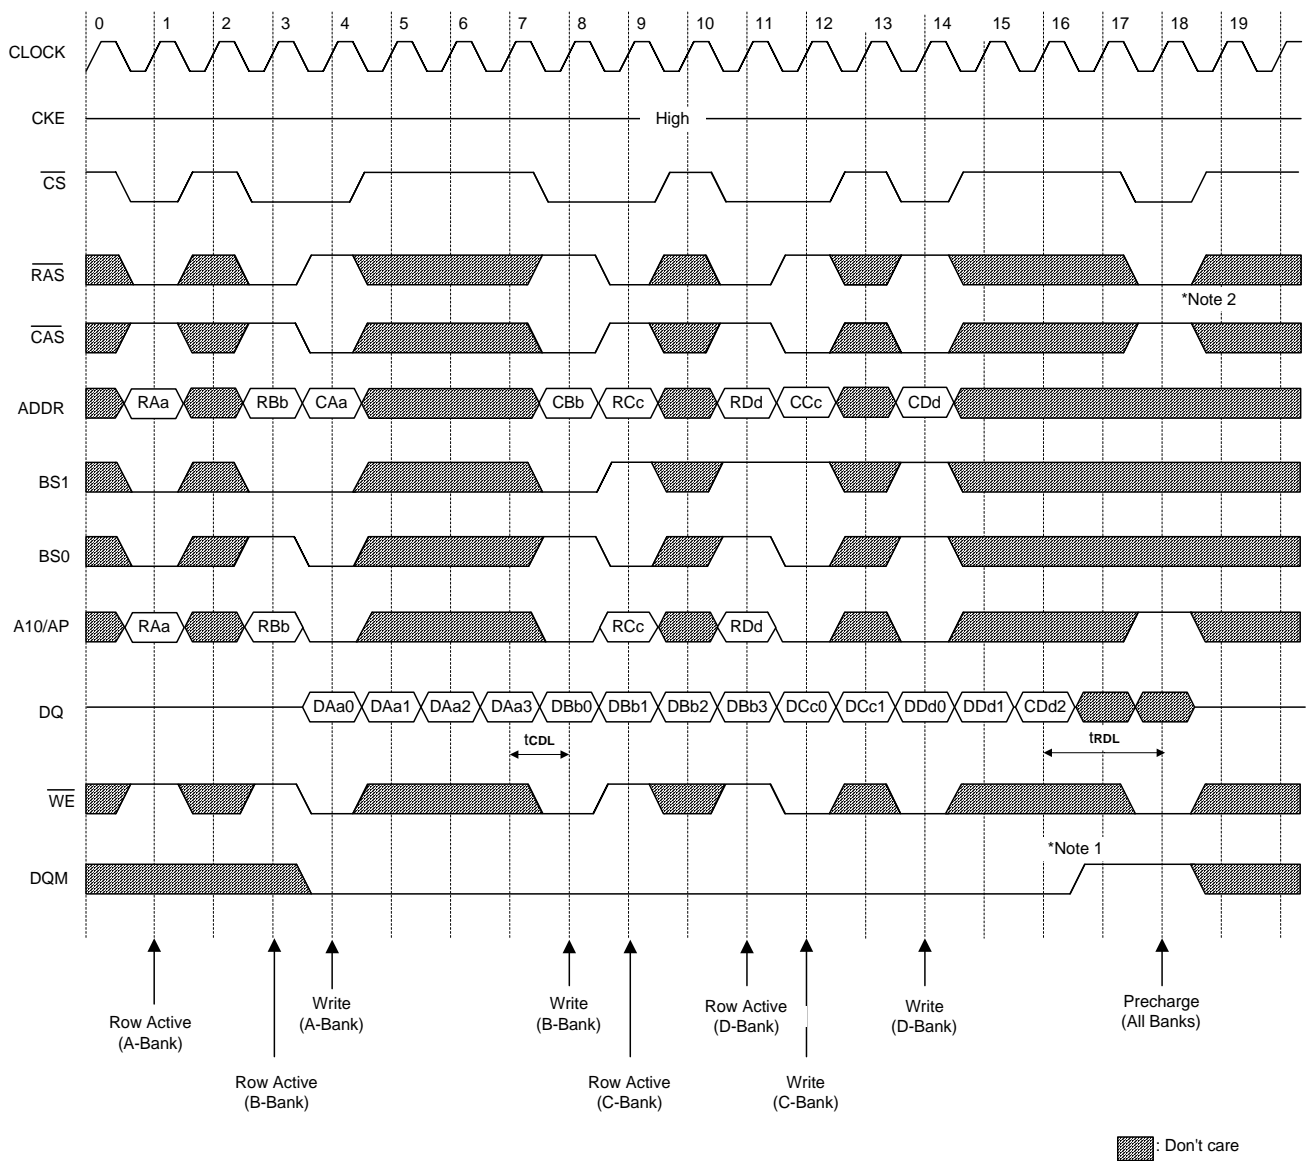 0 1 2 3 4 5 6 7 8 9 10 11 12 13 14 15 16 17 18 19
CLOCK
CKE High
CS
RAS
*Note 2
CAS
ADDR RAa RBb CAa CBb RCc RDd CCc CDd
BS1
BS0
A10/AP RAa RBb RCc RDd
DQ DAa0 DAa1 DAa2 DAa3 DBb0 DBb1 DBb2 DBb3 DCc0 DCc1 DDd0 DDd1 CDd2
tCDL tRDL
WE
*Note 1
DQM
Row Active
(A-Bank)
Row Active
(B-Bank)
Write
(A-Bank)
Write
(B-Bank)
Row Active
(C-Bank)
Row Active
(D-Bank)
Write
(C-Bank)
Write
(D-Bank)
Precharge
(All Banks)
: Don't care